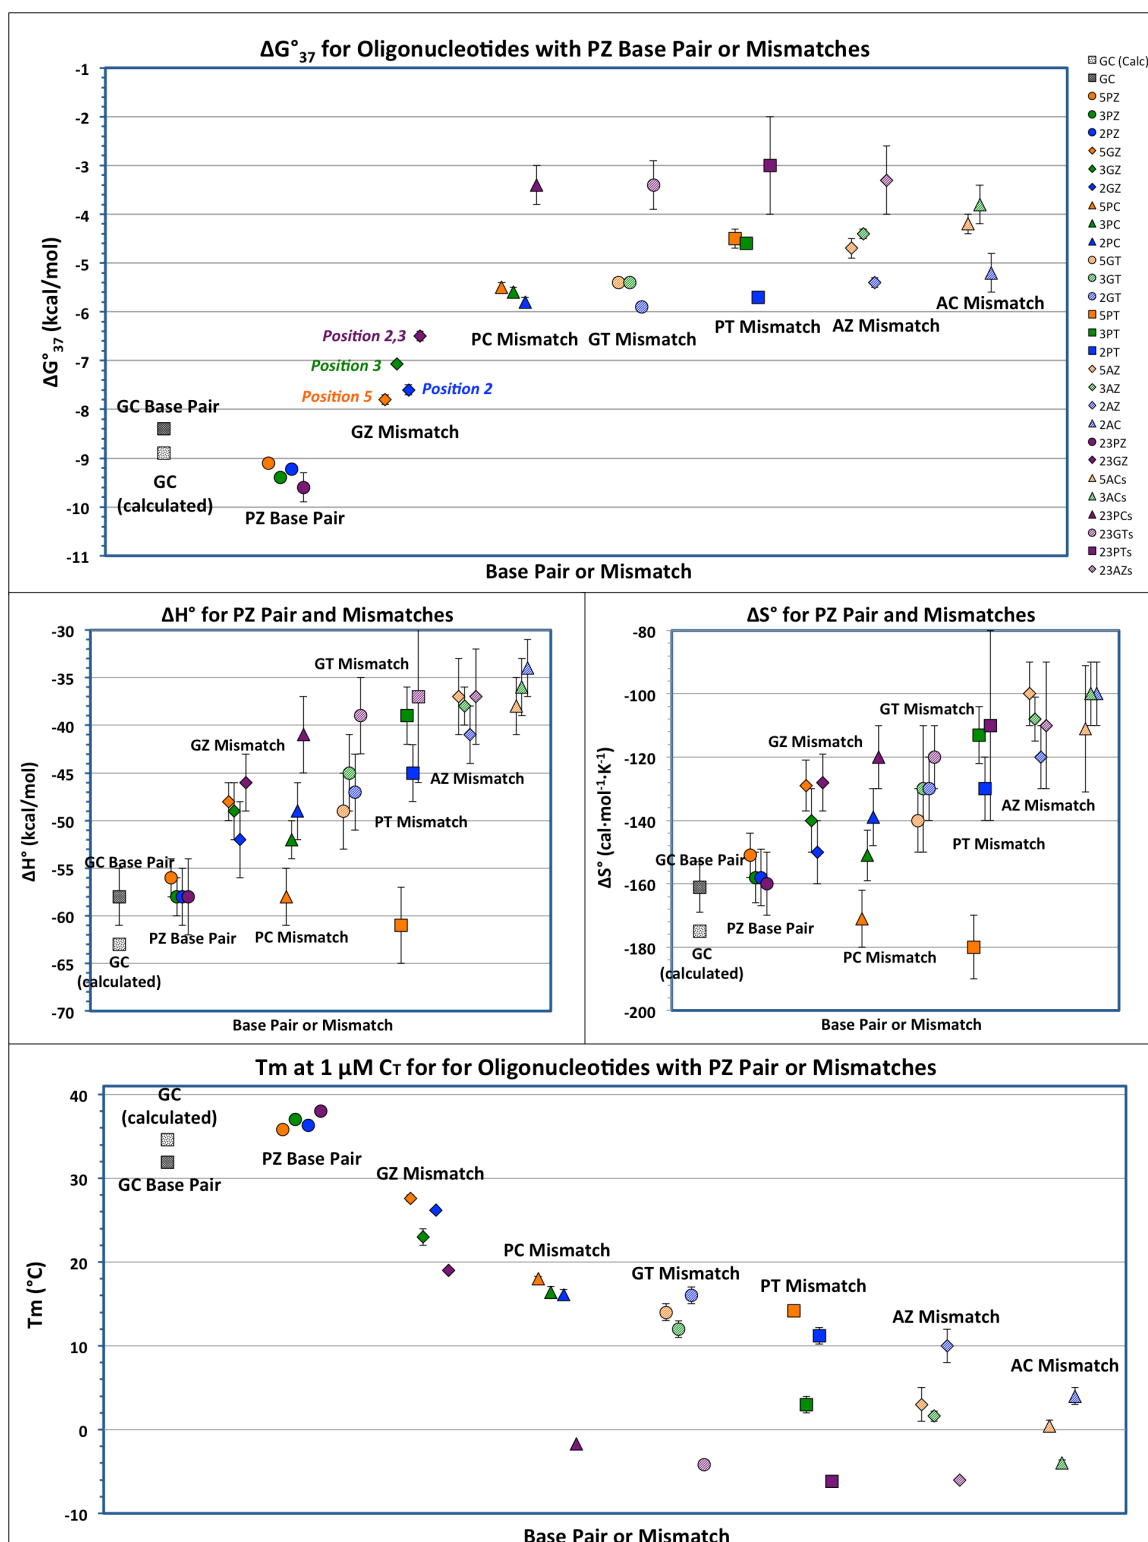 ΔG°37 for Oligonucleotides with PZ Base Pair or Mismatches
-1
-2
-3
-4
-5
-6
-7
-8
-9
-10
-11
ΔG°37 (kcal/mol)
GC Base Pair
GC
(calculated)
PZ Base Pair
Position 2,3
Position 3
Position 5
Position 2
GZ Mismatch
PC Mismatch
GT Mismatch
PT Mismatch
AZ Mismatch
AC Mismatch
Base Pair or Mismatch
GC (Calc)
GC
5PZ
3PZ
2PZ
5GZ
3GZ
2GZ
5PC
3PC
2PC
5GT
3GT
2GT
5PT
3PT
2PT
5AZ
3AZ
2AZ
2AC
23PZ
23GZ
5ACs
3ACs
23PCs
23GTs
23PTs
23AZs
ΔH° for PZ Pair and Mismatches
-30
-35
-40
-45
-50
-55
-60
-65
-70
ΔH° (kcal/mol)
GT Mismatch
GZ Mismatch
AZ Mismatch
PT Mismatch
GC Base Pair
PZ Base Pair
PC Mismatch
GC
(calculated)
Base Pair or Mismatch
ΔS° for PZ Pair and Mismatches
-80
-100
-120
-140
-160
-180
-200
ΔS° (cal·mol-1·K-1)
GT Mismatch
GZ Mismatch
AZ Mismatch
PT Mismatch
GC Base Pair
PZ Base Pair
GC
(calculated)
PC Mismatch
Base Pair or Mismatch
Tm at 1 μM CT for for Oligonucleotides with PZ Pair or Mismatches
40
30
20
10
0
-10
Tm (°C)
GC
(calculated)
GC Base Pair
PZ Base Pair
GZ Mismatch
PC Mismatch
GT Mismatch
PT Mismatch
AZ Mismatch
AC Mismatch
Base Pair or Mismatch